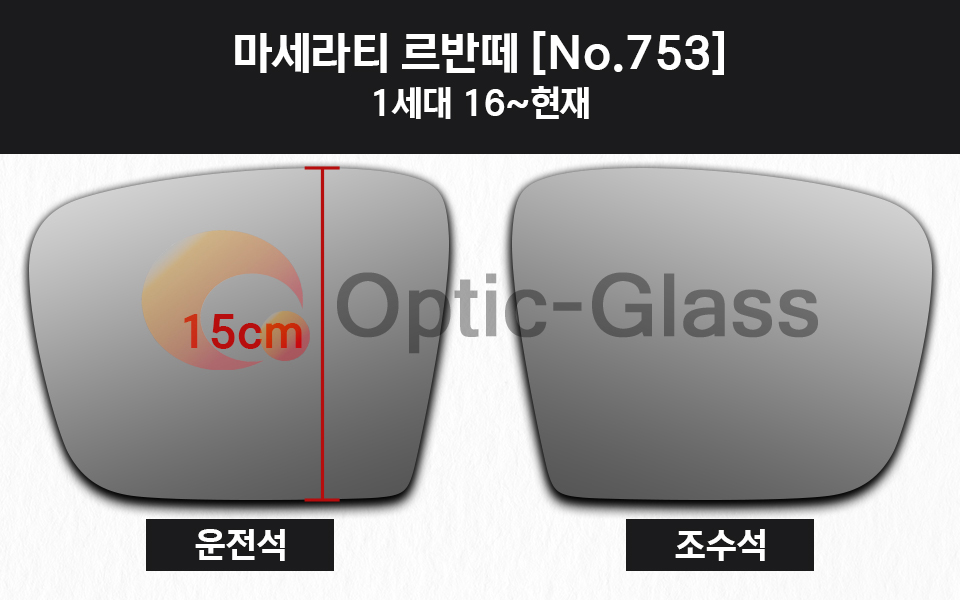 마세라티 르반떼 [No.753]
1세대 16~현재
15cm
Optic-Glass
운전석
조수석